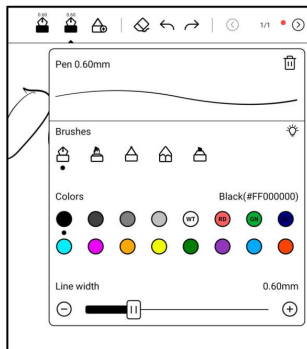 0.60 0.60 1/1
Pen 0.60mm
Brushes
Colors Black(#FF000000)
WT RD GN
Line width 0.60mm